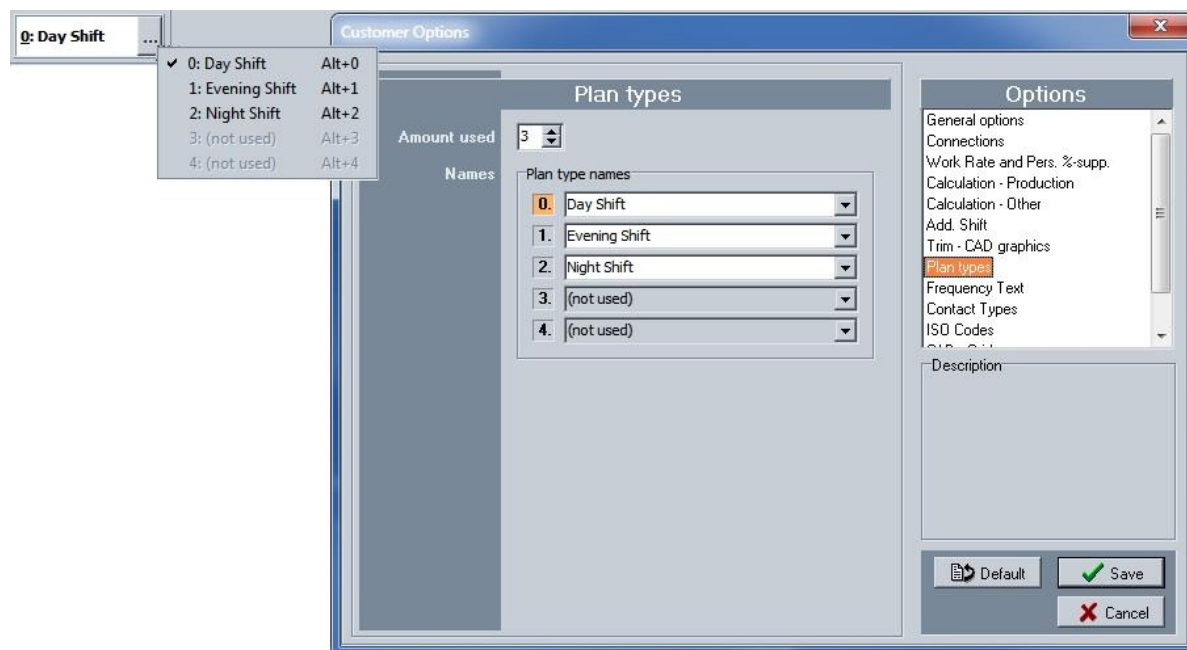 0: Day Shift ...
0: Day Shift Alt+0
1: Evening Shift Alt+1
2: Night Shift Alt+2
3: (not used) Alt+3
4: (not used) Alt+4
Customer Options
Plan types
Amount used 3
Names
Plan type names
0. Day Shift
1. Evening Shift
2. Night Shift
3. (not used)
4. (not used)
Options
General options
Connections
Work Rate and Pers. %-supp.
Calculation - Production
Calculation - Other
Add. Shift
Trim - CAD graphics
Plan types
Frequency Text
Contact Types
ISO Codes
Description
Default
Save
Cancel